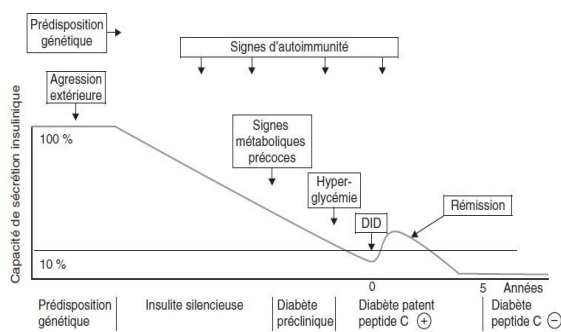 Prédisposition
génétique
Signes d'autoimmunité
Agression
extérieure
Capacité de sécrétion insulinique
100 %
Signes
métaboliques
précoces
Hyper-
glycémie
DID
Rémission
10 %
0
5
Années
Prédisposition
génétique
Insulite silencieuse
Diabète
préclinique
Diabète patent
peptide C +
Diabète
peptide C −